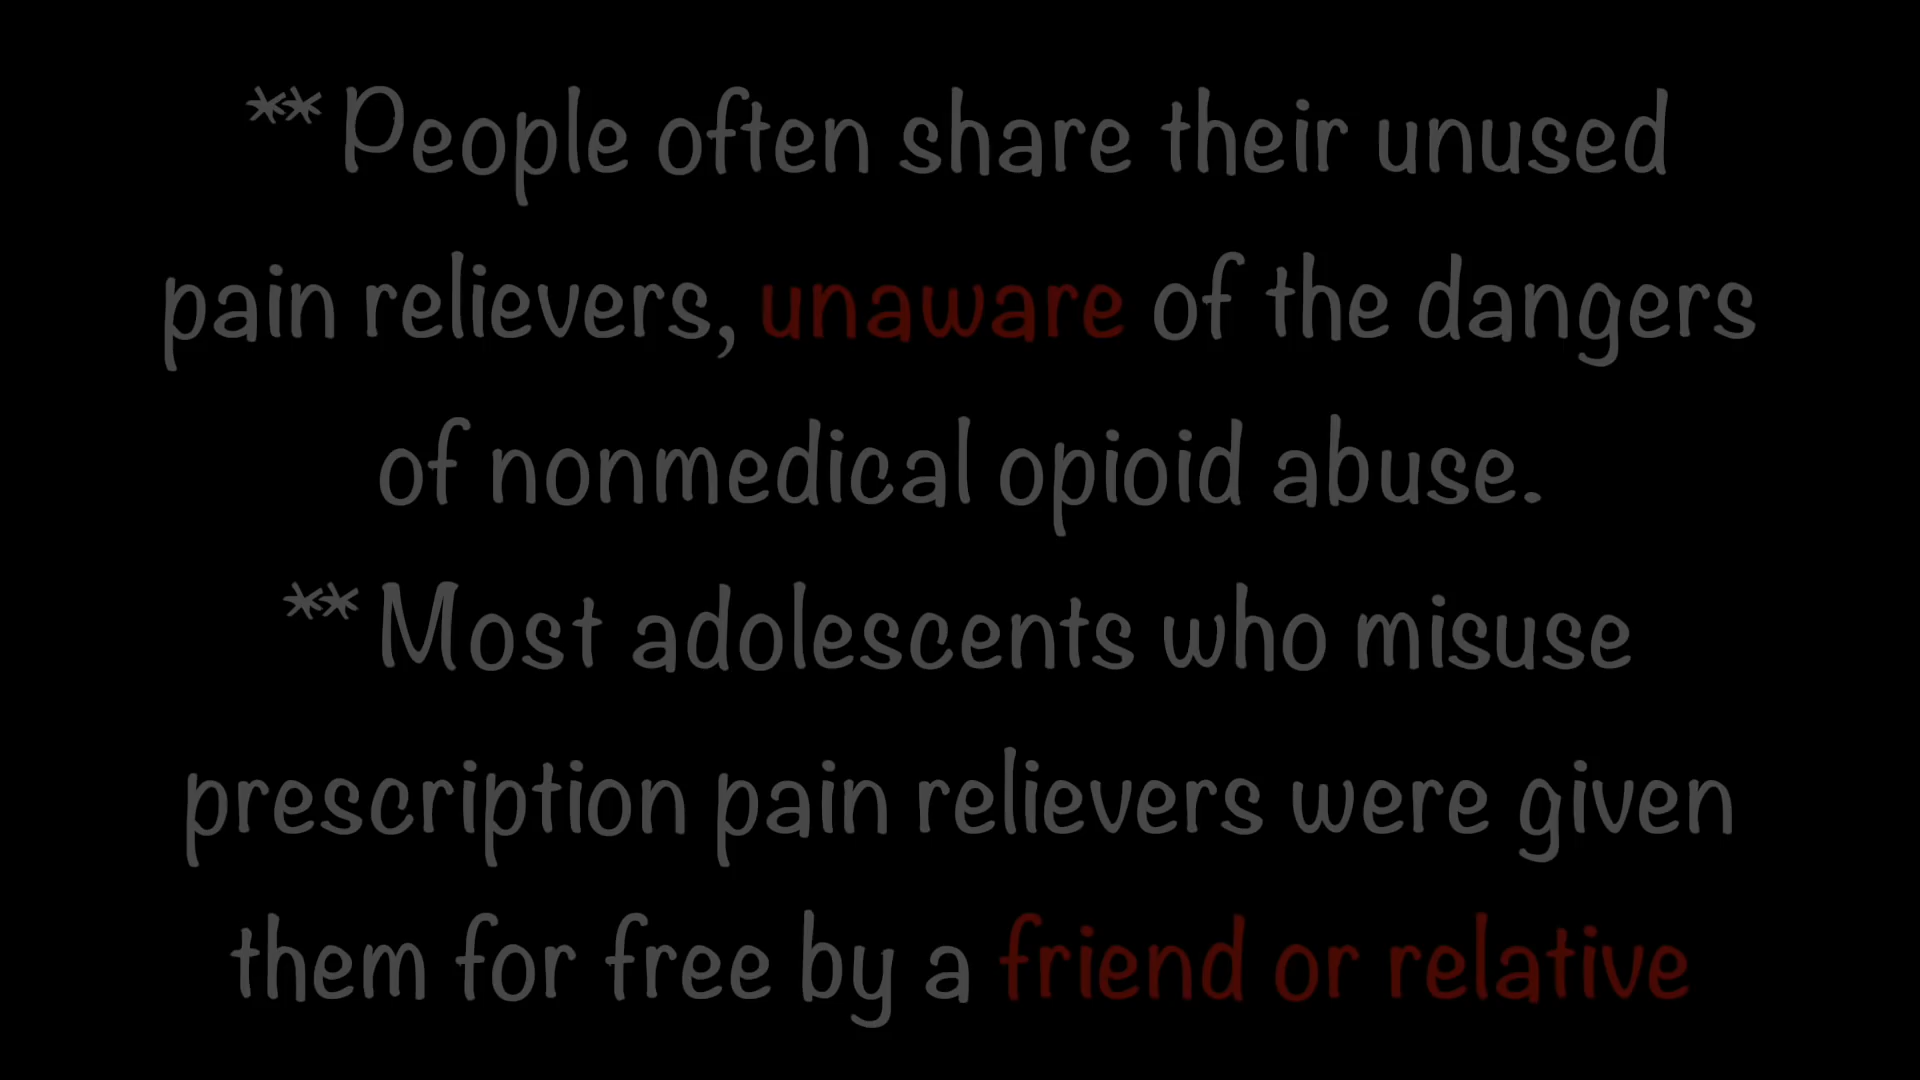 ** People often share their unused
pain relievers, unaware of the dangers
of nonmedical opioid abuse.
** Most adolescents who misuse
prescription pain relievers were given
them for free by a friend or relative